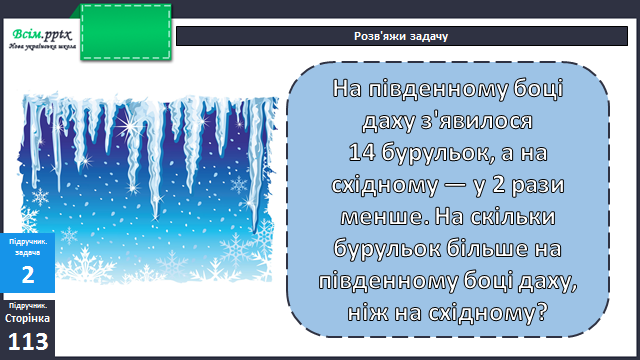 Всім.pptx
Нова українська школа
Розв'яжи задачу
На південному боці
даху з'явилося
14 бурульок, а на
східному — у 2 рази
менше. На скільки
бурульок більше на
південному боці даху,
ніж на східному?
Підручник.
задача
2
Підручник.
Сторінка
113